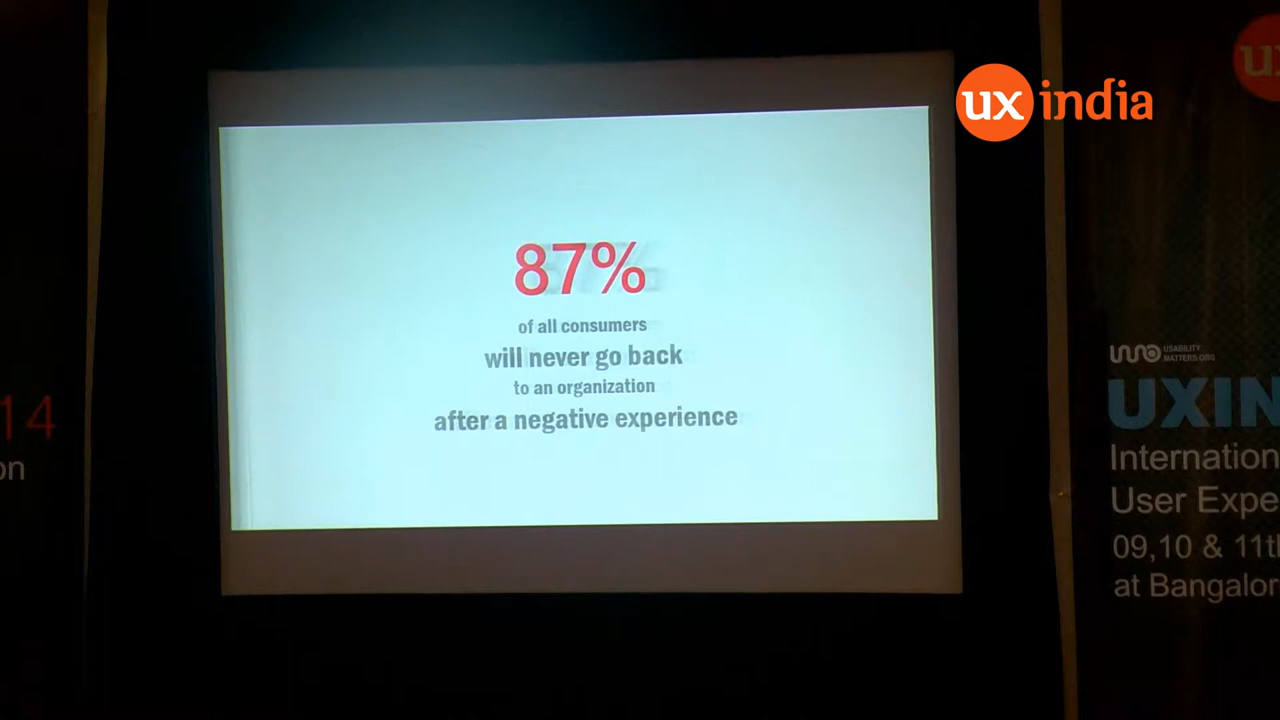 ux india
87%
of all consumers
will never go back
to an organization
after a negative experience
14
on
USABILITY
MATTERS.ORG
UXIN
Internation
User Expe
09,10 & 11th
at Bangalor